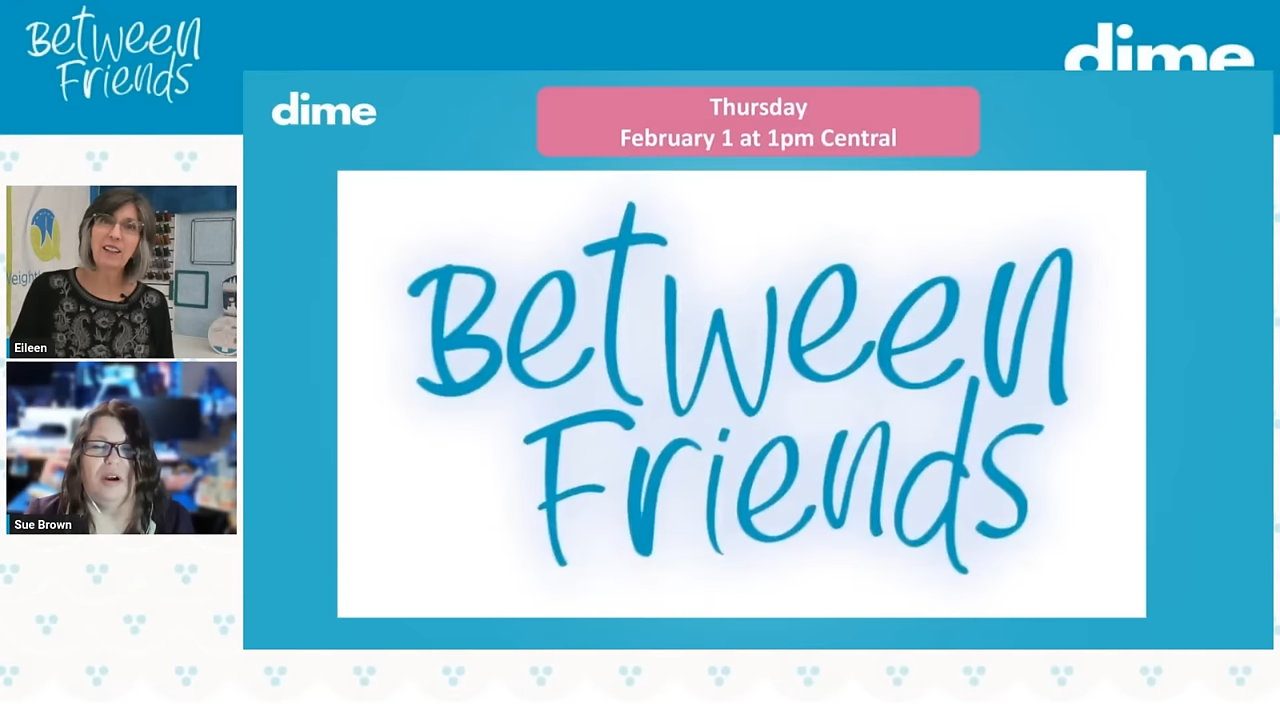 Between
Friends
dime
dime
Thursday
February 1 at 1pm Central
Between
Friends
Eileen
Sue Brown